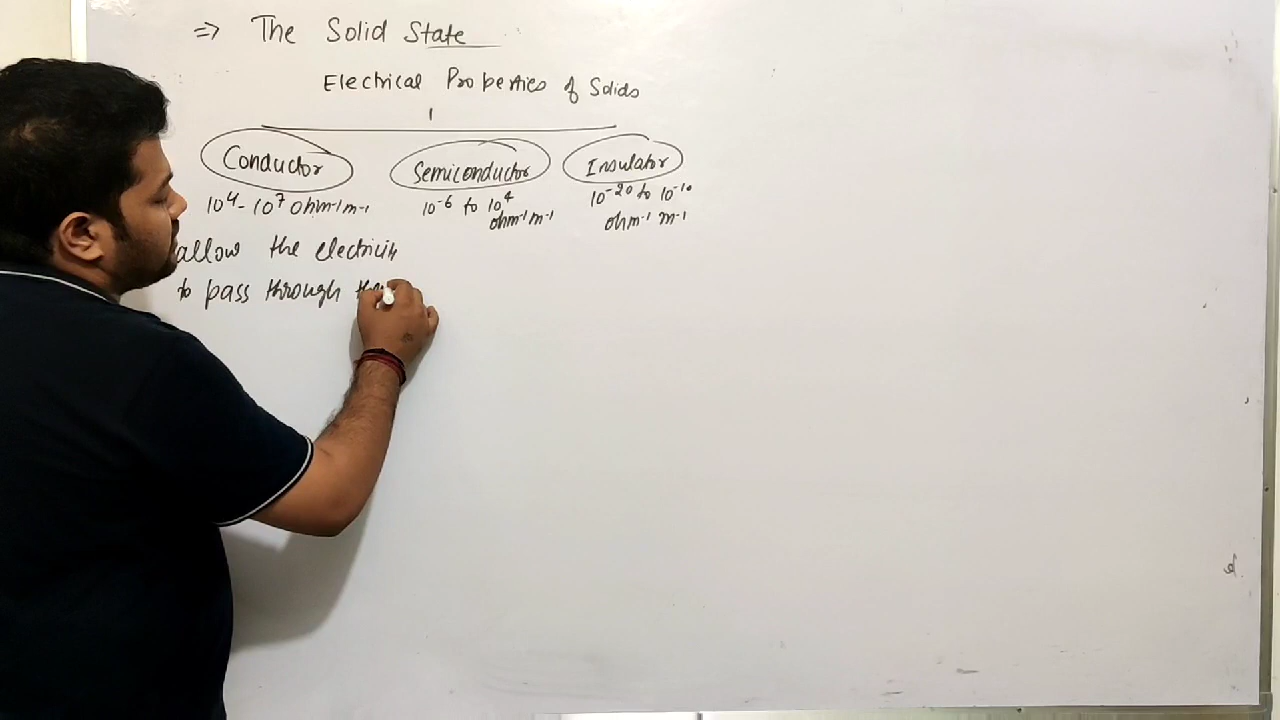 ⇒ The Solid State
Electrical Properties of Solids
Conductor
10⁴ - 10⁷ ohm⁻¹m⁻¹
allow the electricity
to pass through
Semiconductor
10⁻⁶ to 10⁴
ohm⁻¹m⁻¹
Insulator
10⁻²⁰ to 10⁻¹⁰
ohm⁻¹ m⁻¹